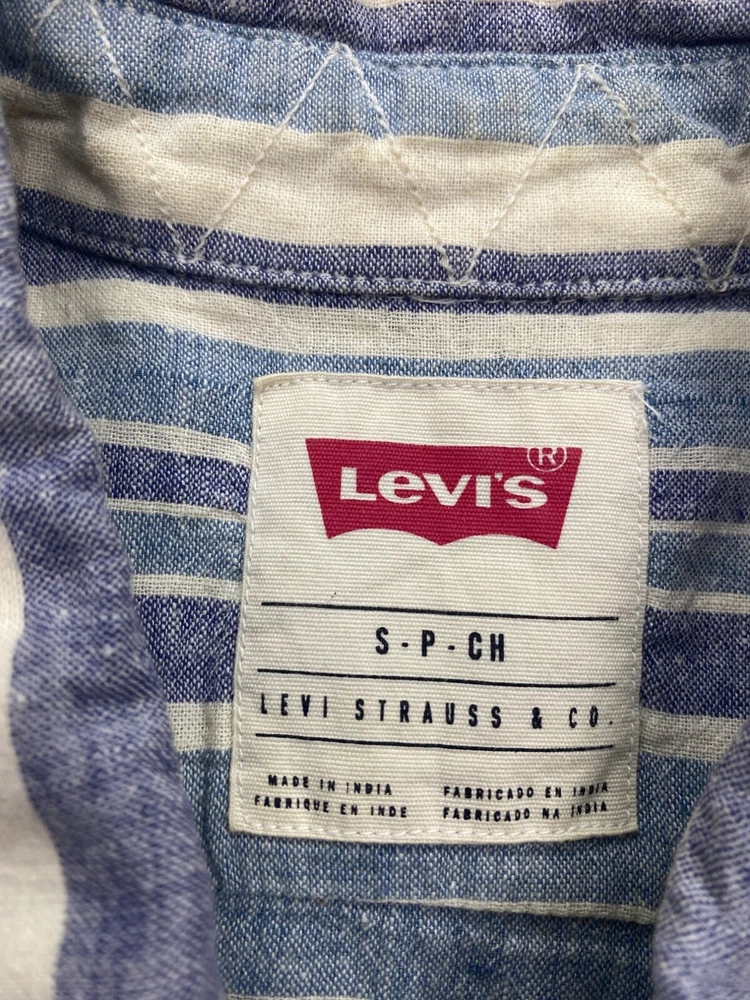 LEVI'S ®
S - P - CH
LEVI STRAUSS & CO.
MADE IN INDIA
FABRIQUE EN INDE
FABRICADO EN INDIA
FABRICADO NA INDIA